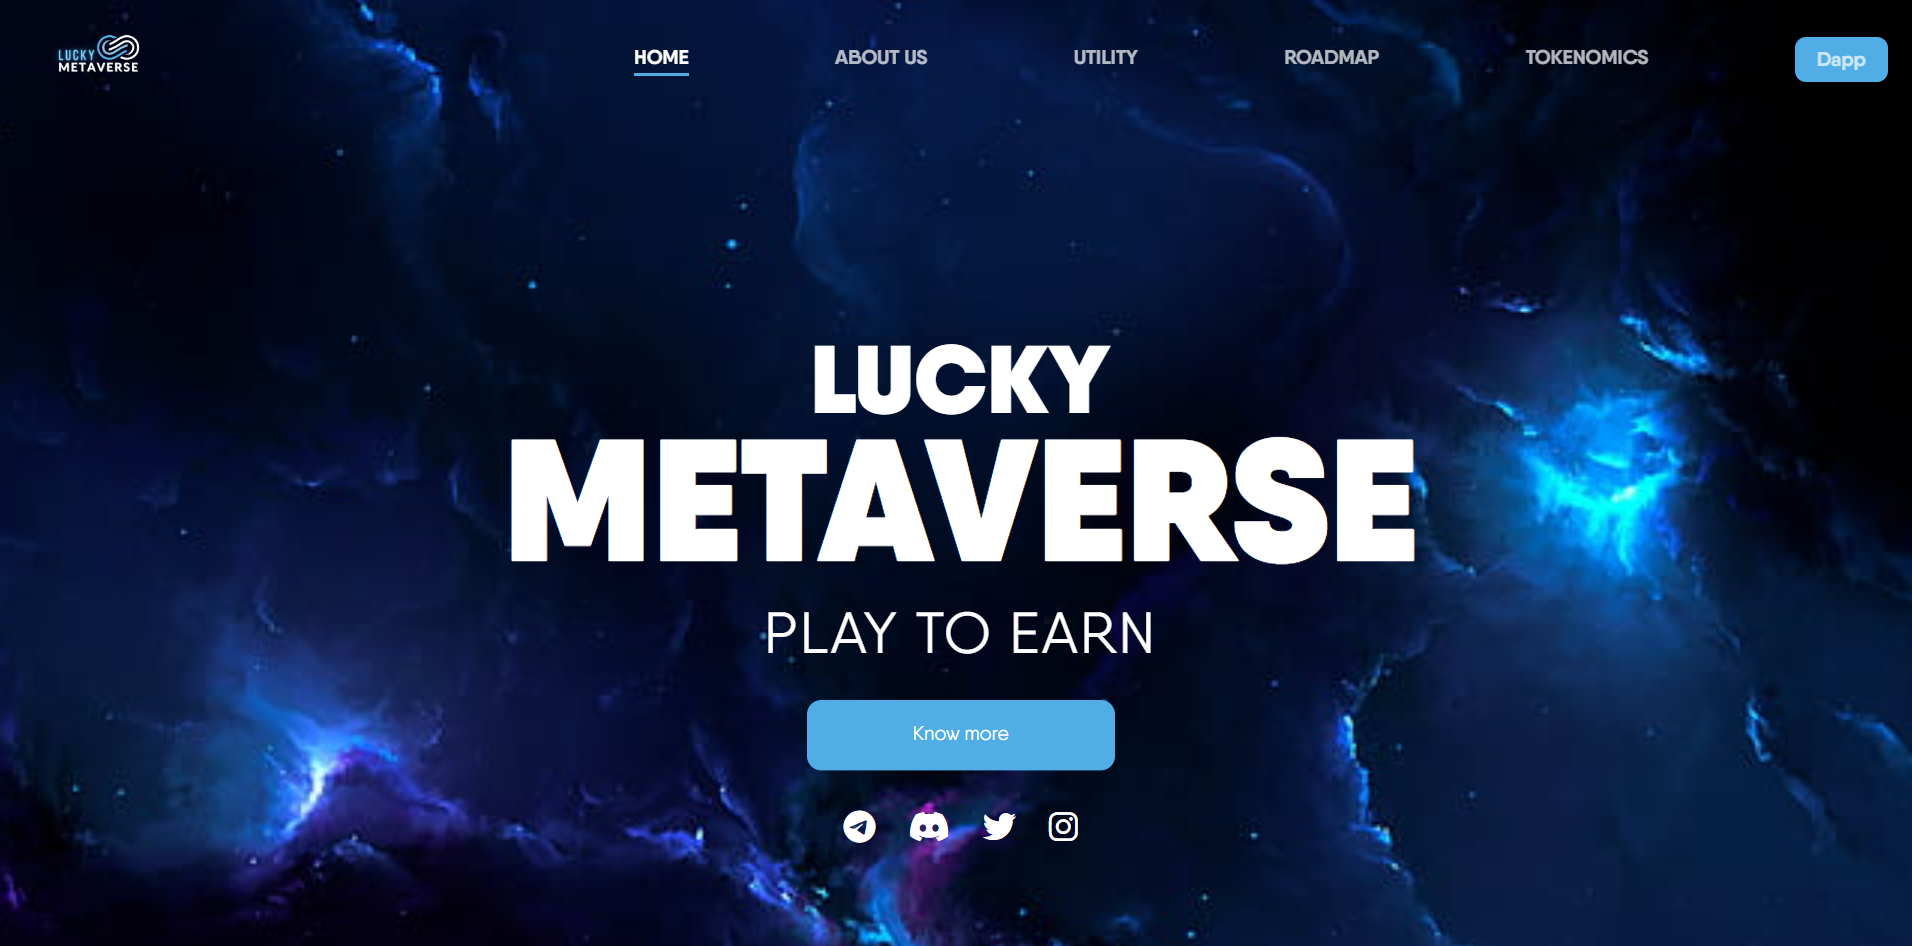 LUCKY
METAVERSE
HOME
ABOUT US
UTILITY
ROADMAP
TOKENOMICS
Dapp
LUCKY
METAVERSE
PLAY TO EARN
Know more